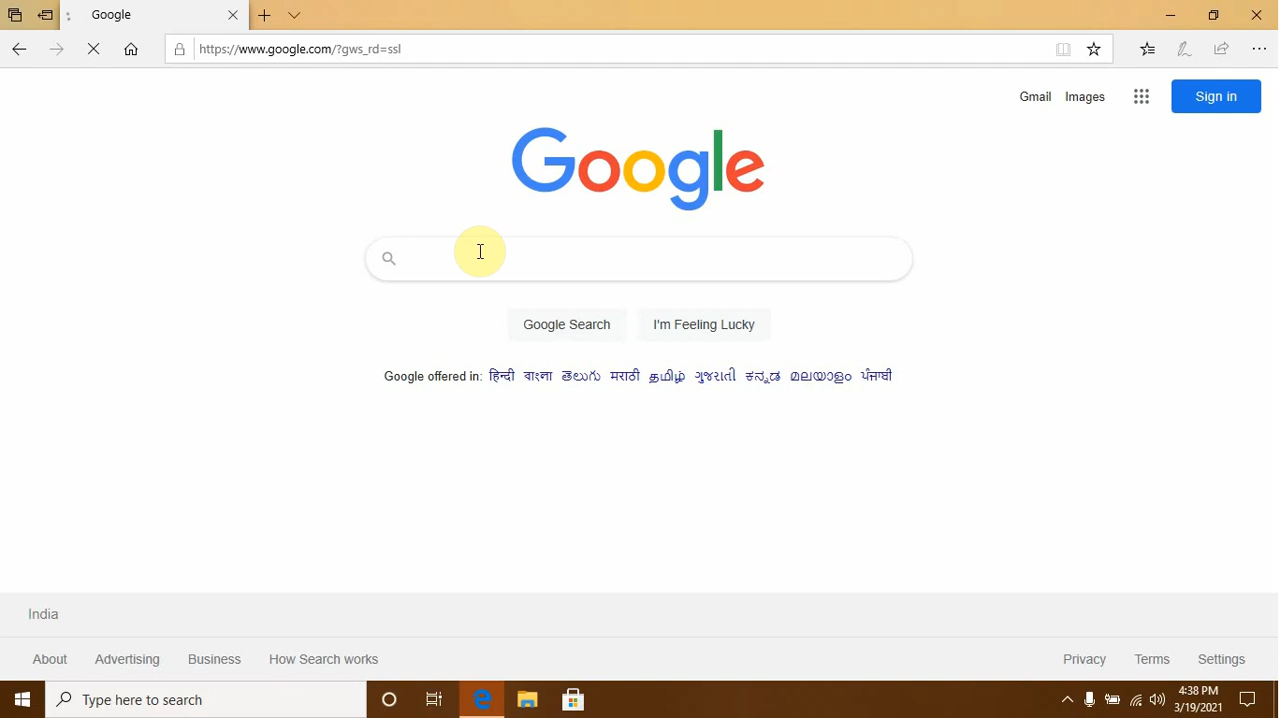 Google
https://www.google.com/?gws_rd=ssl
Gmail Images Sign in
Google
Google Search I'm Feeling Lucky
Google offered in: हिन्दी বাংলা తెలుగు मराठी தமிழ் ગુજરાતી ಕನ್ನಡ മലയാളം ਪੰਜਾਬੀ
India
About Advertising Business How Search works Privacy Terms Settings
Type here to search
4:38 PM
3/19/2021